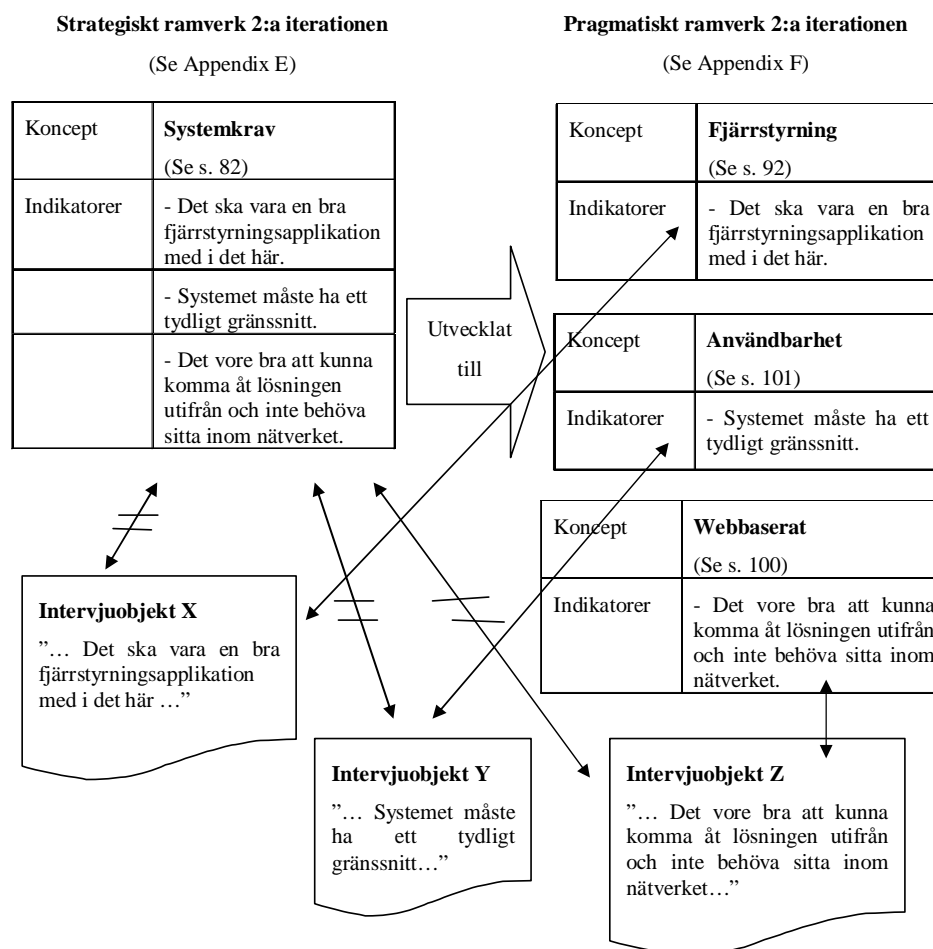 Strategiskt ramverk 2:a iterationen
(Se Appendix E)
Koncept
Systemkrav
(Se s. 82)
Indikatorer
- Det ska vara en bra
fjärrstyrningsapplikation
med i det här.
- Systemet måste ha ett
tydligt gränssnitt.
- Det vore bra att kunna
komma åt lösningen
utifrån och inte behöva
sitta inom nätverket.
Utvecklat
till
Pragmatiskt ramverk 2:a iterationen
(Se Appendix F)
Koncept
Fjärrstyrning
(Se s. 92)
Indikatorer
- Det ska vara en bra
fjärrstyrningsapplikation
med i det här.
Koncept
Användbarhet
(Se s. 101)
Indikatorer
- Systemet måste ha ett
tydligt gränssnitt.
Koncept
Webbaserat
(Se s. 100)
Indikatorer
- Det vore bra att kunna
komma åt lösningen utifrån
och inte behöva sitta inom
nätverket.
Intervjuobjekt X
”… Det ska vara en bra
fjärrstyrningsapplikation
med i det här …”
Intervjuobjekt Y
”… Systemet måste
ha ett tydligt
gränssnitt…”
Intervjuobjekt Z
”… Det vore bra att kunna
komma åt lösningen utifrån
och inte behöva sitta inom
nätverket…”